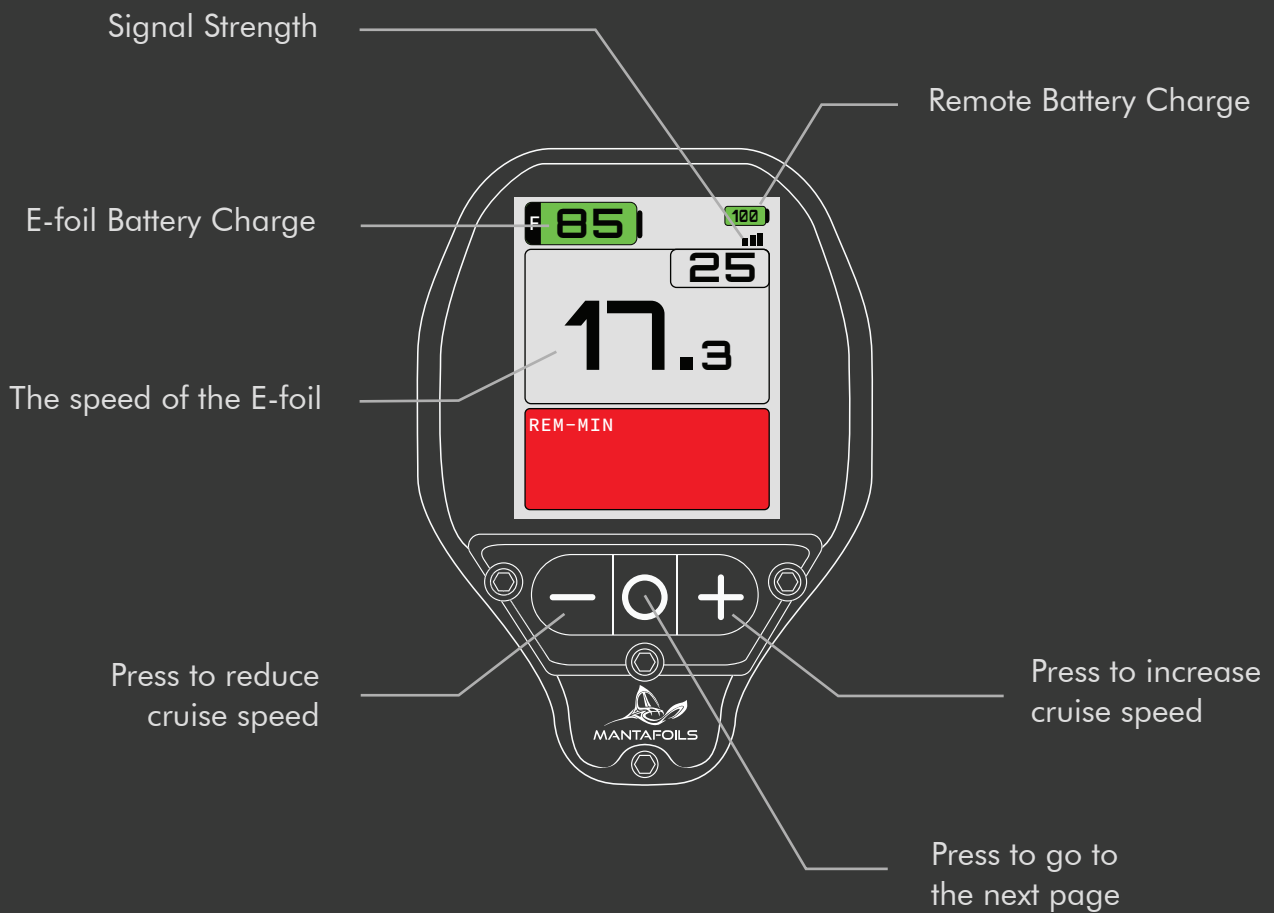 Signal Strength
Remote Battery Charge
E-foil Battery Charge
F 85
100
25
17.3
The speed of the E-foil
REM-MIN
Press to reduce
cruise speed
Press to increase
cruise speed
MANTAFOILS
Press to go to
the next page